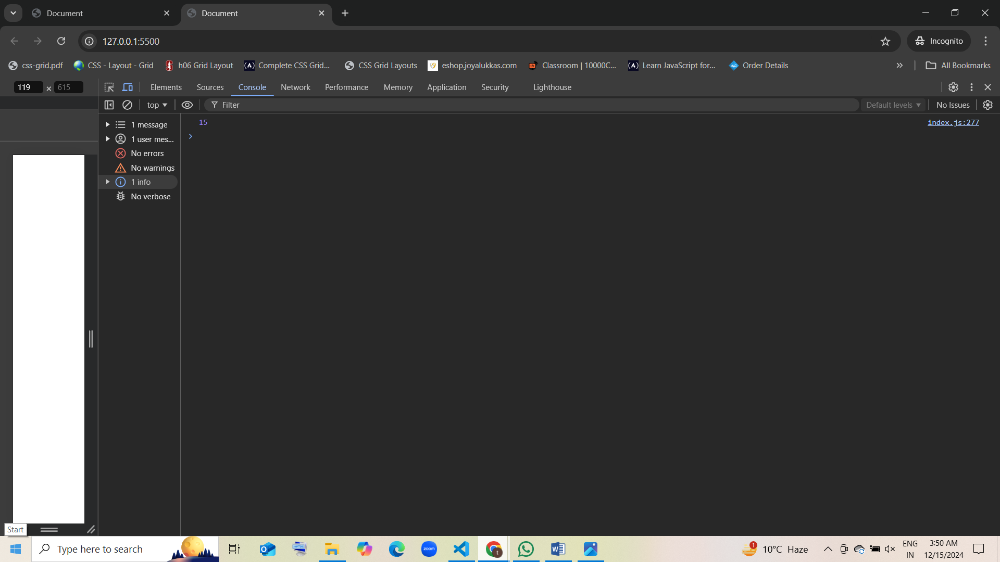 Document
Document
127.0.0.1:5500
Incognito
css-grid.pdf
CSS - Layout - Grid
h06 Grid Layout
Complete CSS Grid...
CSS Grid Layouts
eshop.joyalukkas.com
Classroom | 10000C...
Learn JavaScript for...
Order Details
All Bookmarks
119 × 615
Elements
Sources
Console
Network
Performance
Memory
Application
Security
Lighthouse
top
Filter
Default levels
No Issues
1 message
1 user mes...
No errors
No warnings
1 info
No verbose
15
index.js:277
Start
Type here to search
zoom
t
1
10°C Haze
ENG
IN
3:50 AM
12/15/2024